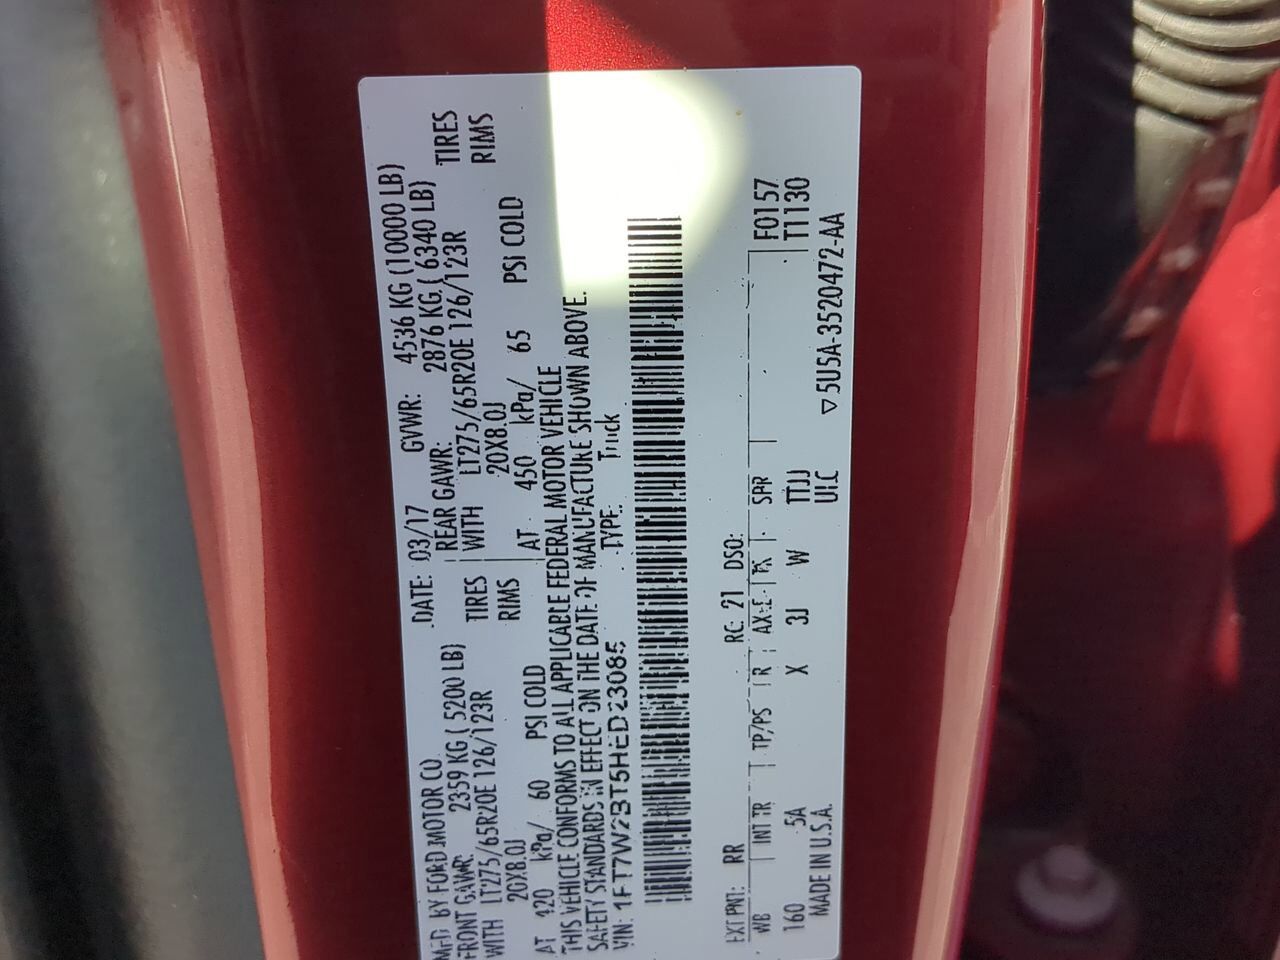 MFD. BY FORD MOTOR CO. DATE: 03/17 GVWR: 4536 KG (10000 LB)
FRONT GAWR: 2359 KG (5200 LB) REAR GAWR: 2876 KG (6340 LB)
WITH LT275/65R20E 126/123R TIRES WITH LT275/65R20E 126/123R TIRES
20X8.0J RIMS 20X8.0J RIMS
AT 420 kPa/ 60 PSI COLD AT 450 kPa/ 65 PSI COLD
THIS VEHICLE CONFORMS TO ALL APPLICABLE FEDERAL MOTOR VEHICLE
SAFETY STANDARDS IN EFFECT ON THE DATE OF MANUFACTURE SHOWN ABOVE.
VIN: 1FT7W2BT5HED23085 TYPE: Truck
F0157
EXT PNT: RR RC: 21 DSO: T1130
WB INT TR TP/PS R AXLE TR SPR
160 5A X 3J W TTJJ
MADE IN U.S.A. UIC ▽5U5A-3520472-AA